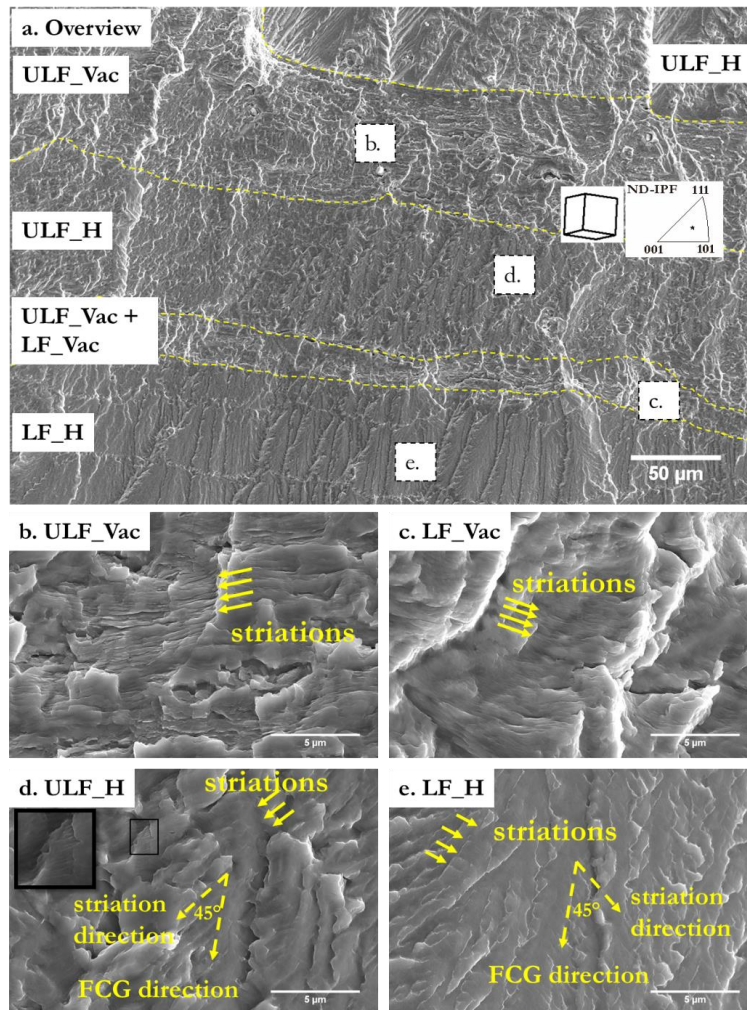 a. Overview
ULF_Vac
ULF_H
b.
ND-IPF 111
001 101
ULF_H
d.
ULF_Vac +
LF_Vac
c.
LF_H
e.
50 µm
b. ULF_Vac
striations
5 µm
c. LF_Vac
striations
5 µm
d. ULF_H
striations
striation
direction
45°
FCG direction
5 µm
e. LF_H
striations
45°
striation
direction
FCG direction
5 µm